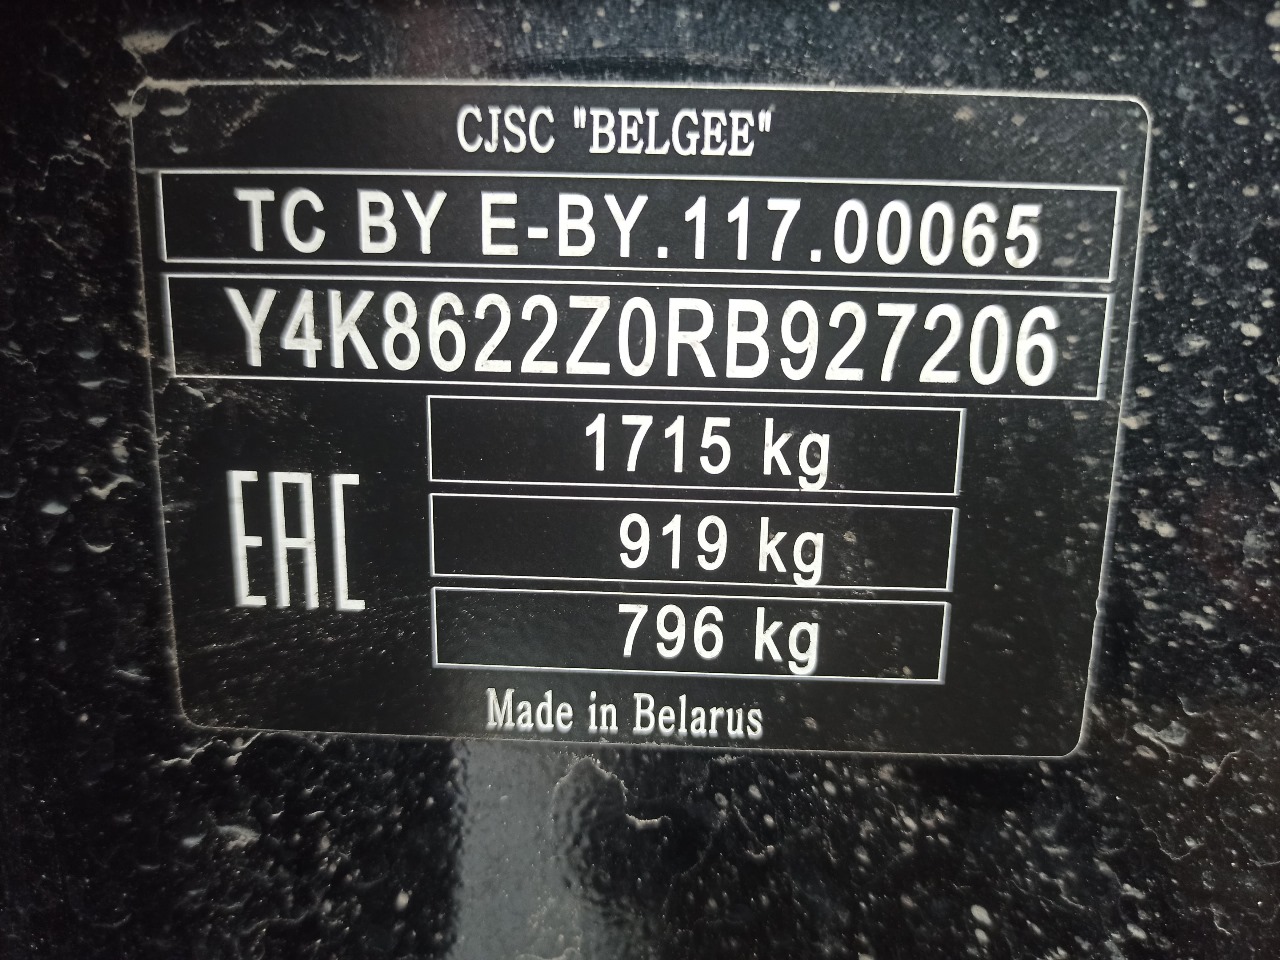 CJSC "BELGEE"
TC BY E-BY.117.00065
Y4K8622Z0RB927206
1715 kg
EAC
919 kg
796 kg
Made in Belarus